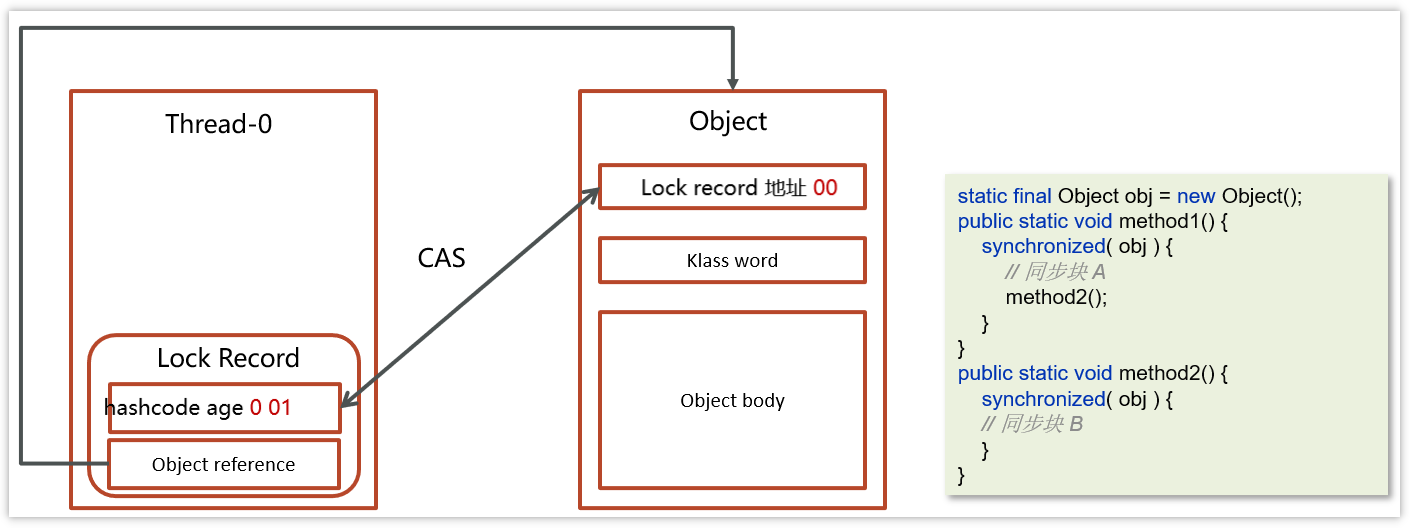 Thread-0
Lock Record
hashcode age 0 01
Object reference
CAS
Object
Lock record 地址 00
Klass word
Object body
static final Object obj = new Object();
public static void method1() {
synchronized( obj ) {
// 同步块 A
method2();
}
}
public static void method2() {
synchronized( obj ) {
// 同步块 B
}
}